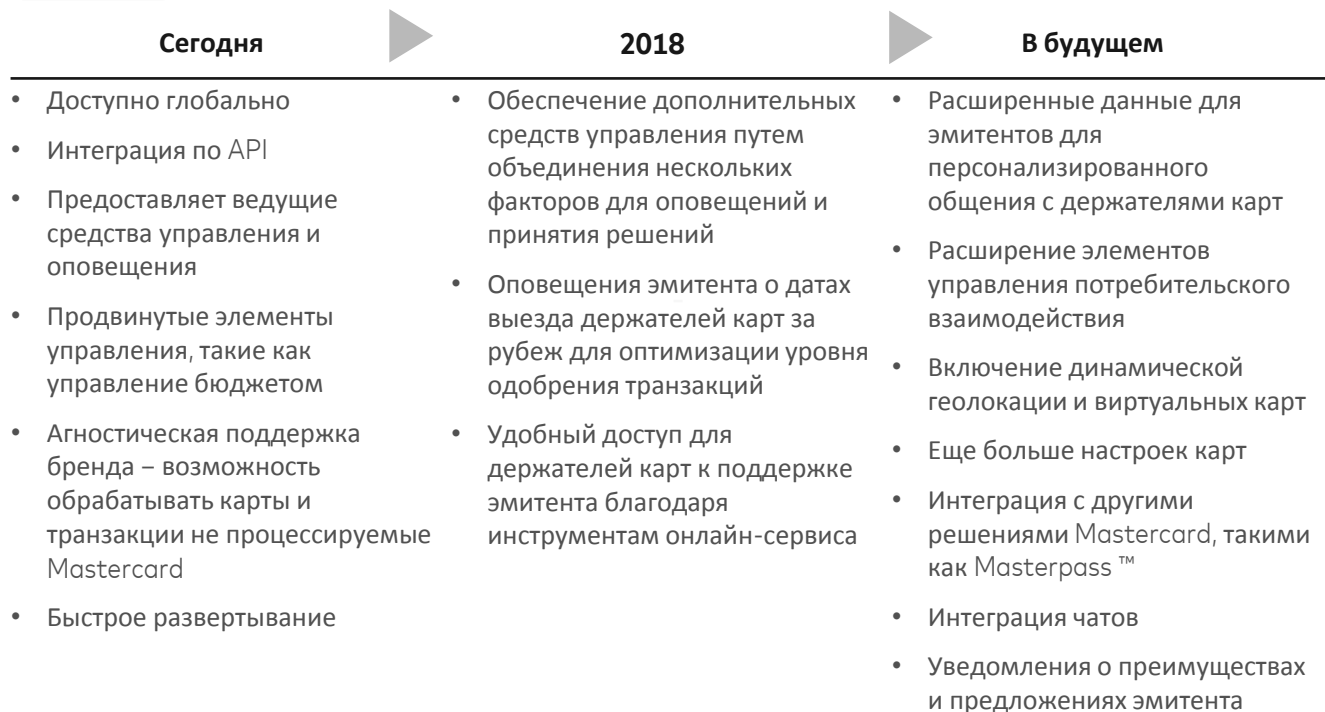 Сегодня
2018
В будущем
• Доступно глобально
• Интеграция по API
• Предоставляет ведущие
средства управления и
оповещения
• Продвинутые элементы
управления, такие как
управление бюджетом
• Агностическая поддержка
бренда – возможность
обрабатывать карты и
транзакции не процессируемые
Mastercard
• Быстрое развертывание
• Обеспечение дополнительных
средств управления путем
объединения нескольких
факторов для оповещений и
принятия решений
• Оповещения эмитента о датах
выезда держателей карт за
рубеж для оптимизации уровня
одобрения транзакций
• Удобный доступ для
держателей карт к поддержке
эмитента благодаря
инструментам онлайн-сервиса
• Расширенные данные для
эмитентов для
персонализированного
общения с держателями карт
• Расширение элементов
управления потребительского
взаимодействия
• Включение динамической
геолокации и виртуальных карт
• Еще больше настроек карт
• Интеграция с другими
решениями Mastercard, такими
как Masterpass ™
• Интеграция чатов
• Уведомления о преимуществах
и предложениях эмитента